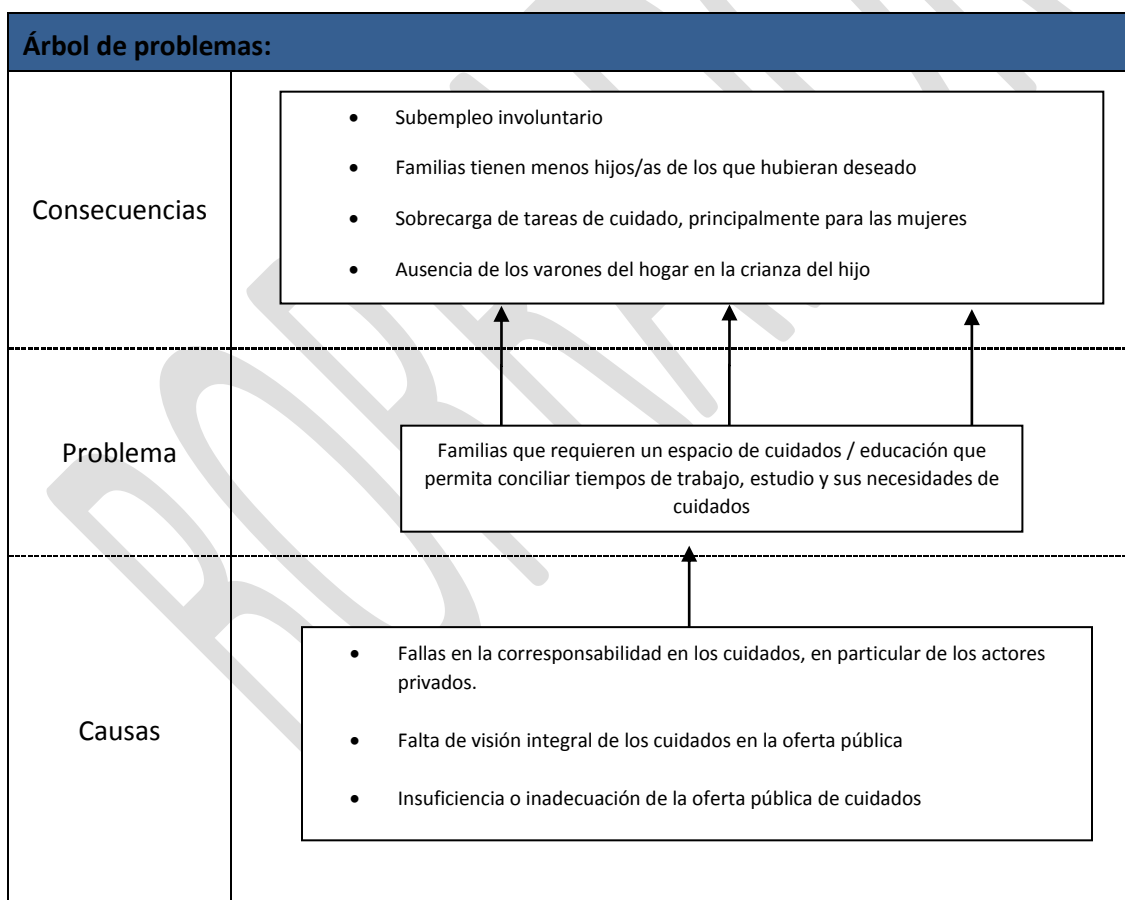 Árbol de problemas:
Consecuencias
• Subempleo involuntario
• Familias tienen menos hijos/as de los que hubieran deseado
• Sobrecarga de tareas de cuidado, principalmente para las mujeres
• Ausencia de los varones del hogar en la crianza del hijo
Problema
Familias que requieren un espacio de cuidados / educación que
permita conciliar tiempos de trabajo, estudio y sus necesidades de
cuidados
Causas
• Fallas en la corresponsabilidad en los cuidados, en particular de los actores
privados.
• Falta de visión integral de los cuidados en la oferta pública
• Insuficiencia o inadecuación de la oferta pública de cuidados